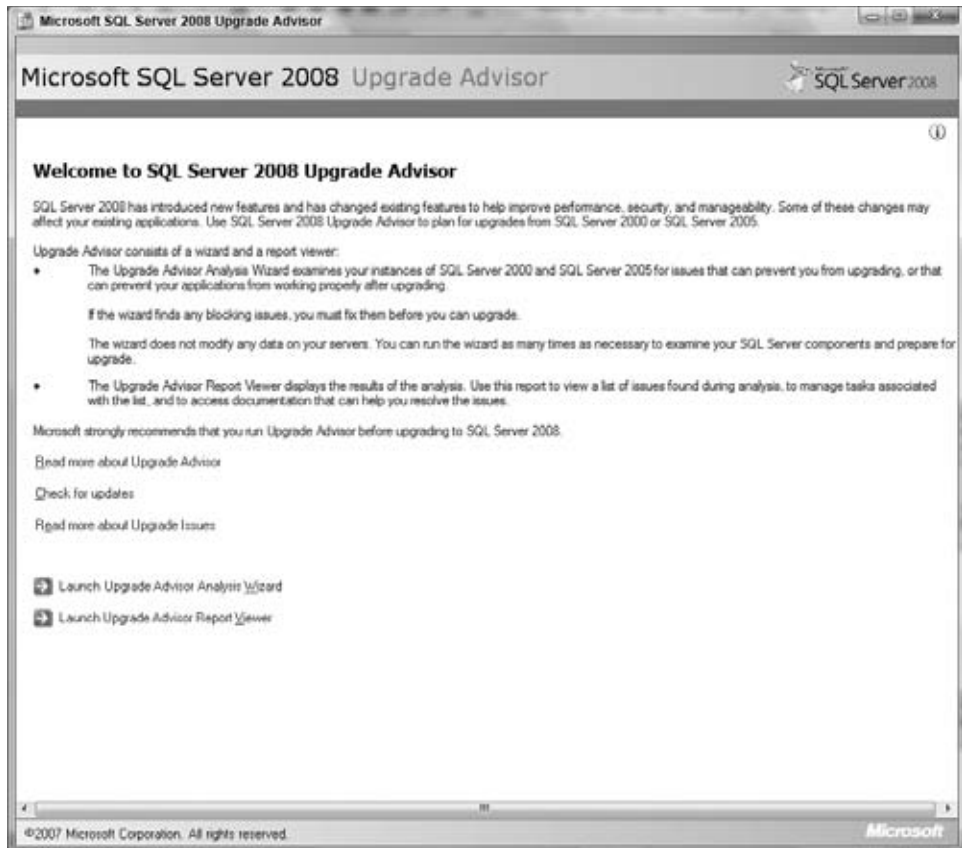 Microsoft SQL Server 2008 Upgrade Advisor
Microsoft SQL Server 2008 Upgrade Advisor
Microsoft
SQL Server 2008
Welcome to SQL Server 2008 Upgrade Advisor
SQL Server 2008 has introduced new features and has changed existing features to help improve performance, security, and manageability. Some of these changes may
affect your existing applications. Use SQL Server 2008 Upgrade Advisor to plan for upgrades from SQL Server 2000 or SQL Server 2005.
Upgrade Advisor consists of a wizard and a report viewer:
• The Upgrade Advisor Analysis Wizard examines your instances of SQL Server 2000 and SQL Server 2005 for issues that can prevent you from upgrading, or that
can prevent your applications from working properly after upgrading.
If the wizard finds any blocking issues, you must fix them before you can upgrade.
The wizard does not modify any data on your servers. You can run the wizard as many times as necessary to examine your SQL Server components and prepare for
upgrade.
• The Upgrade Advisor Report Viewer displays the results of the analysis. Use this report to view a list of issues found during analysis, to manage tasks associated
with the list, and to access documentation that can help you resolve the issues.
Microsoft strongly recommends that you run Upgrade Advisor before upgrading to SQL Server 2008.
Read more about Upgrade Advisor
Check for updates
Read more about Upgrade Issues
Launch Upgrade Advisor Analysis Wizard
Launch Upgrade Advisor Report Viewer
©2007 Microsoft Corporation. All rights reserved.
Microsoft